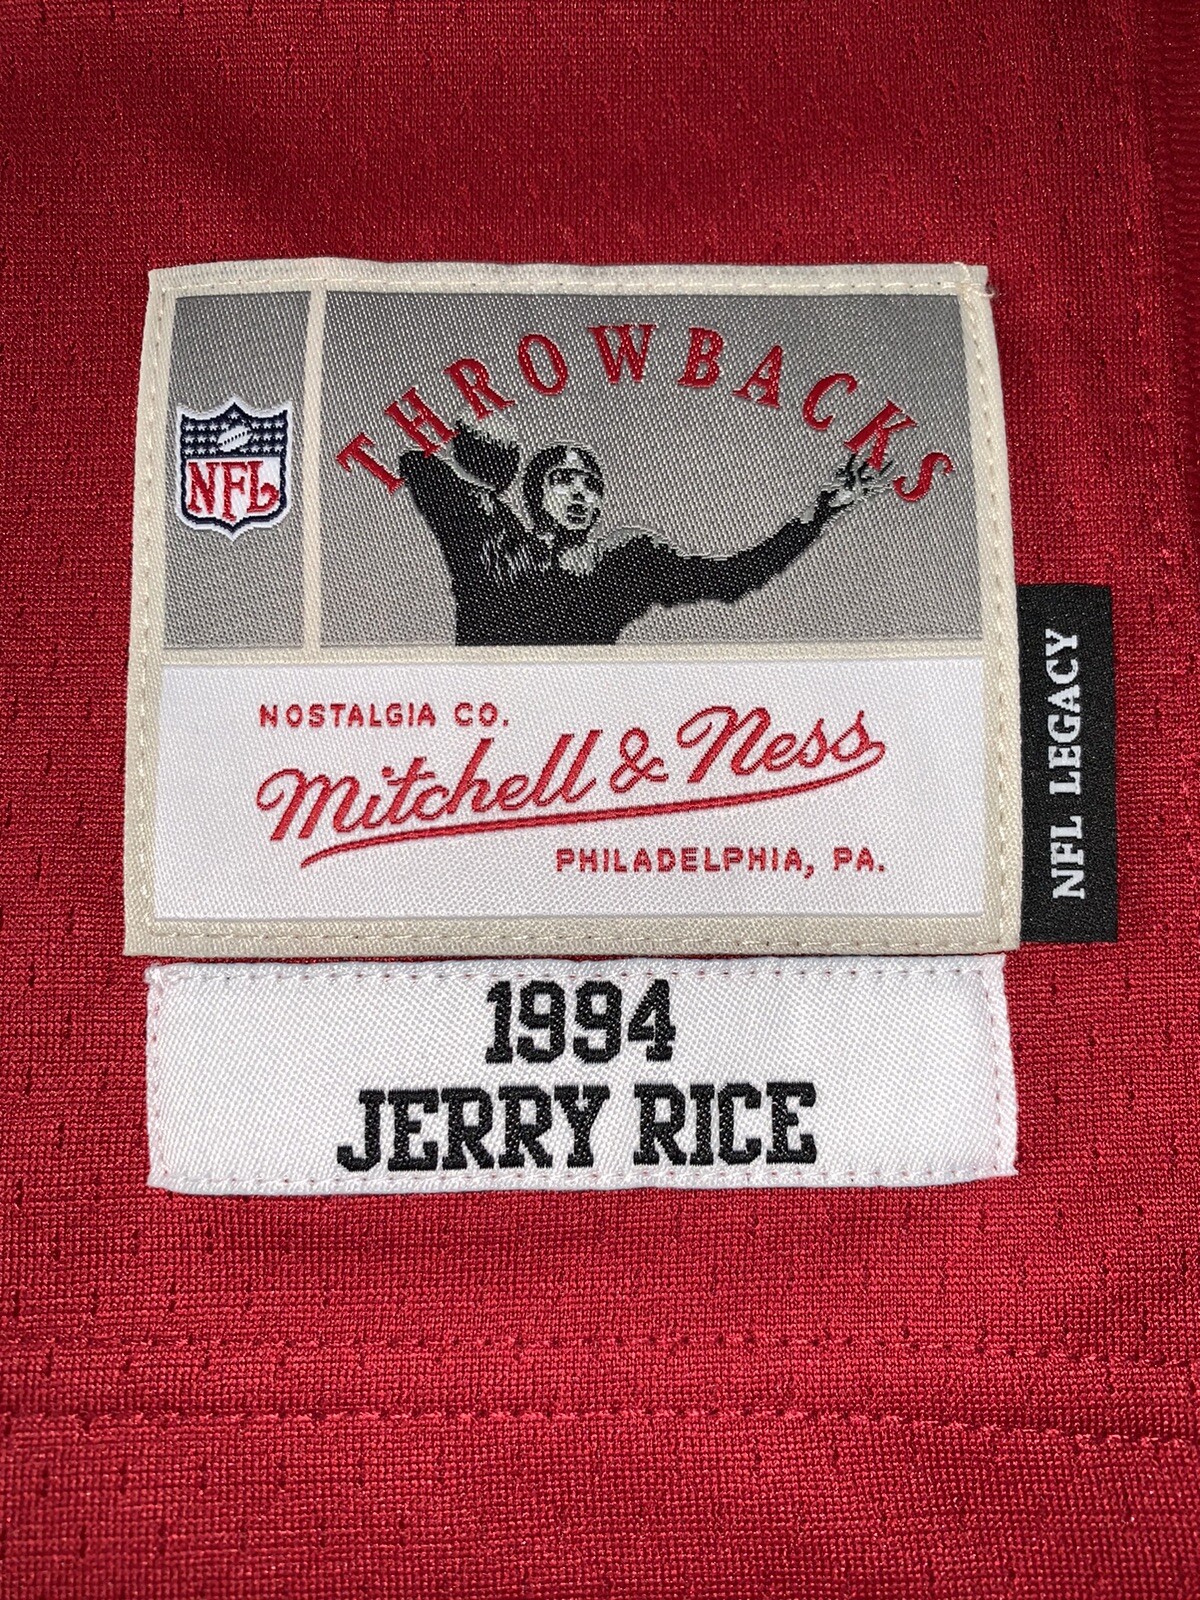 THROWBACKS
NFL
NOSTALGIA CO.
Mitchell & Ness
PHILADELPHIA, PA.
NFL LEGACY
1994
JERRY RICE